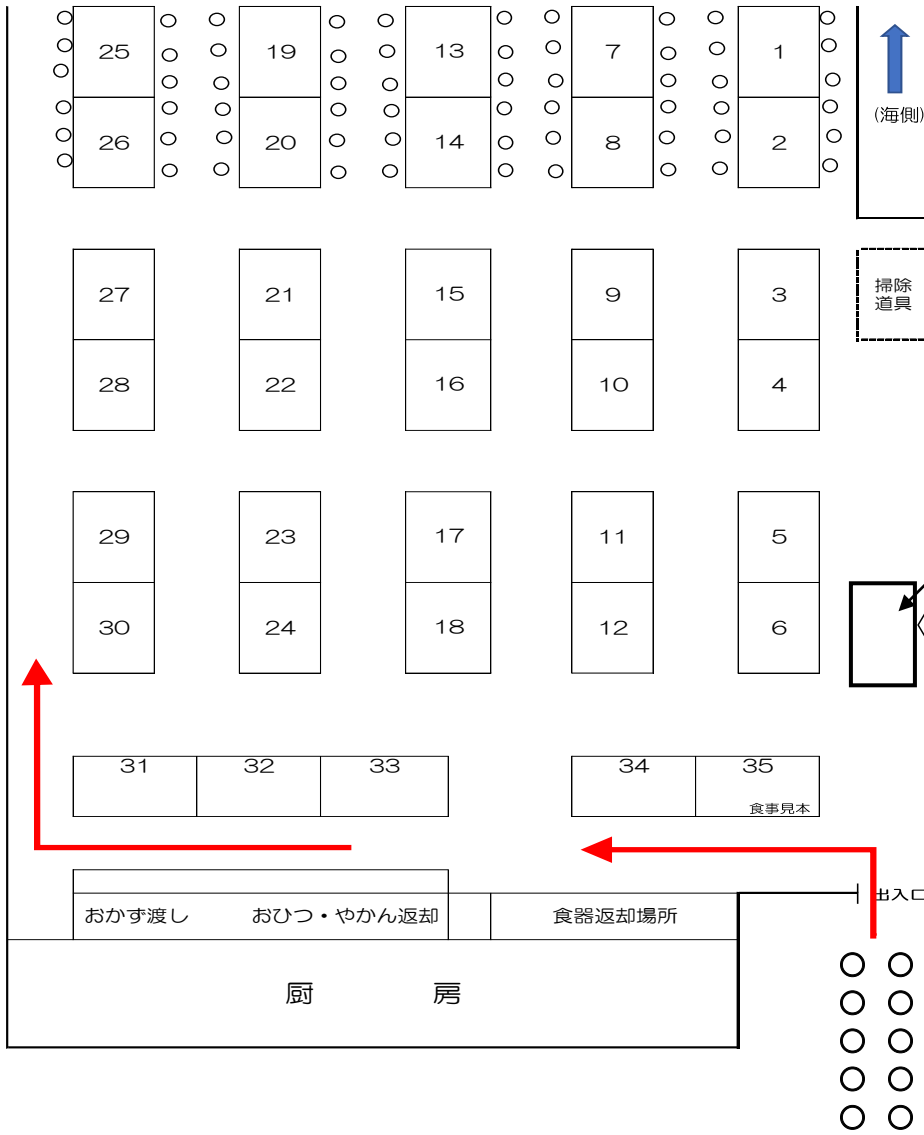 25 19 13 7 1
(海側)
26 20 14 8 2
27 21 15 9 3
掃除
道具
28 22 16 10 4
29 23 17 11 5
30 24 18 12 6
31 32 33 34 35
食事見本
出入口
おかず渡し おひつ・やかん返却 食器返却場所
厨 房